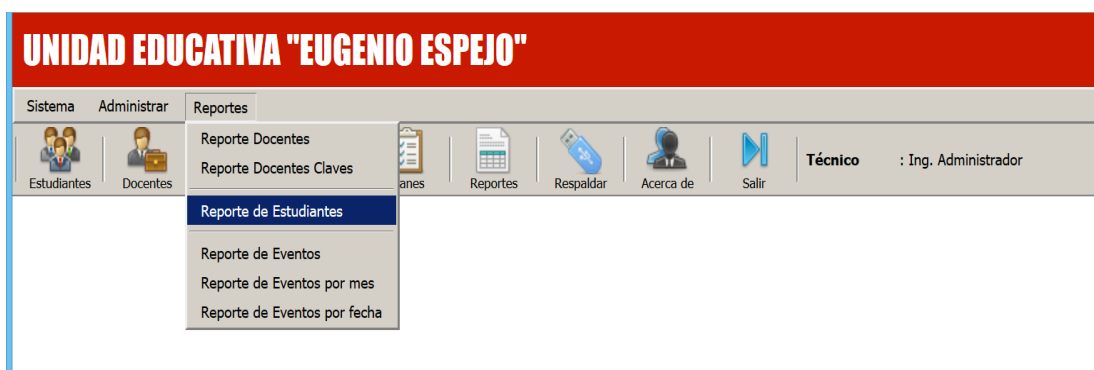 UNIDAD EDUCATIVA "EUGENIO ESPEJO"
Sistema Administrar Reportes
Reporte Docentes
Reporte Docentes Claves
Reporte de Estudiantes
Reporte de Eventos
Reporte de Eventos por mes
Reporte de Eventos por fecha
Estudiantes Docentes Reportes Respaldar Acerca de Salir
Técnico : Ing. Administrador